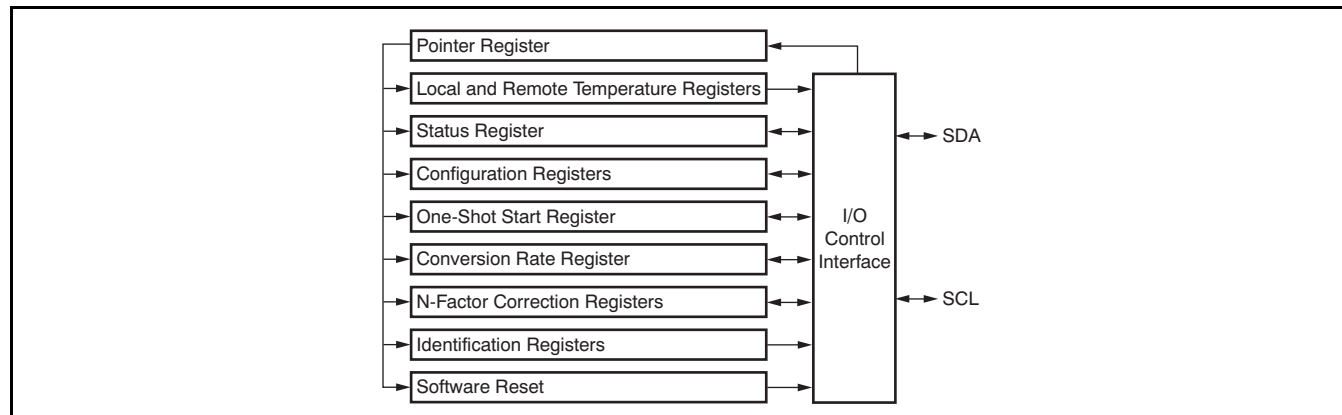 Pointer Register
Local and Remote Temperature Registers
Status Register
Configuration Registers
One-Shot Start Register
Conversion Rate Register
N-Factor Correction Registers
Identification Registers
Software Reset
I/O
Control
Interface
SDA
SCL